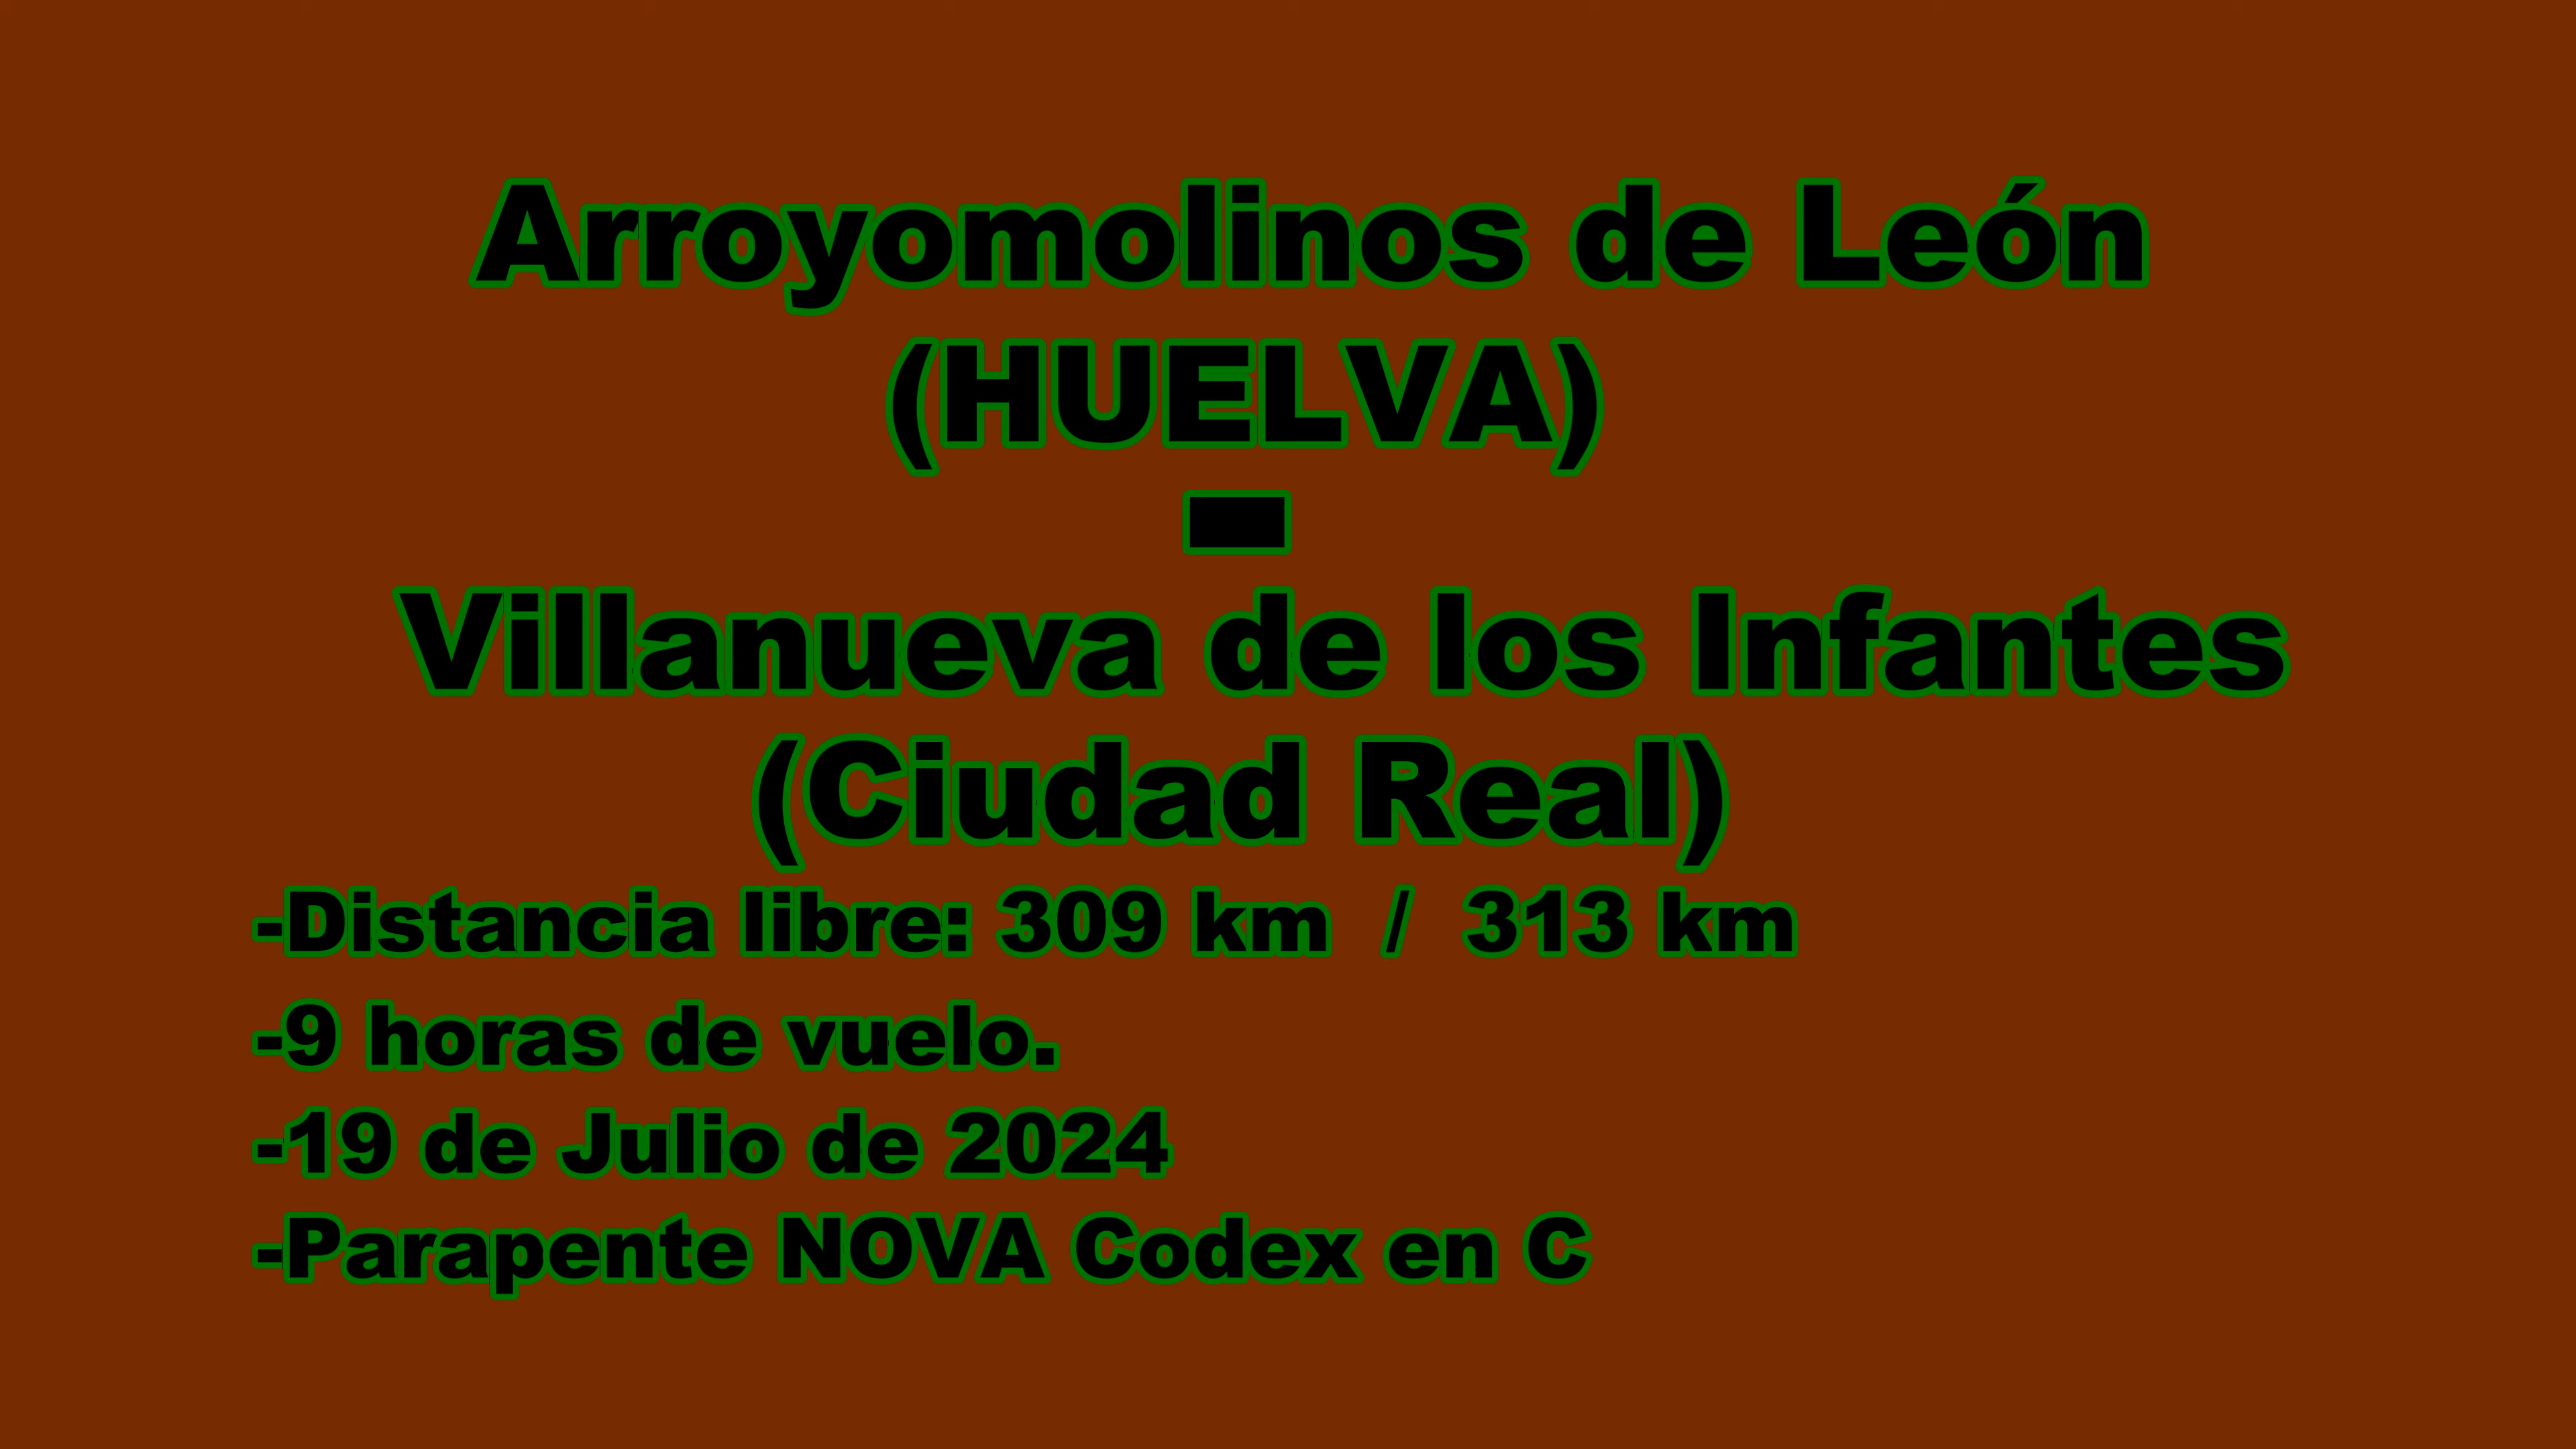 Arroyomolinos de León
(HUELVA)
-
Villanueva de los Infantes
(Ciudad Real)
-Distancia libre: 309 km / 313 km
-9 horas de vuelo.
-19 de Julio de 2024
-Parapente NOVA Codex en C